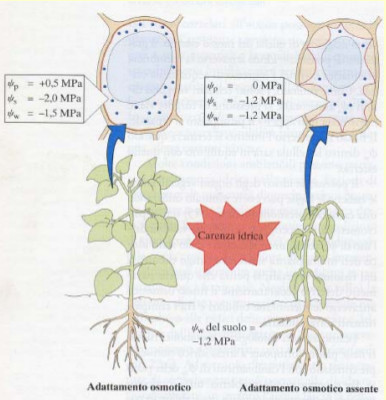 ψp = +0,5 MPa
ψs = −2,0 MPa
ψw = −1,5 MPa
ψp = 0 MPa
ψs = −1,2 MPa
ψw = −1,2 MPa
Carenza idrica
ψw del suolo =
−1,2 MPa
Adattamento osmotico
Adattamento osmotico assente